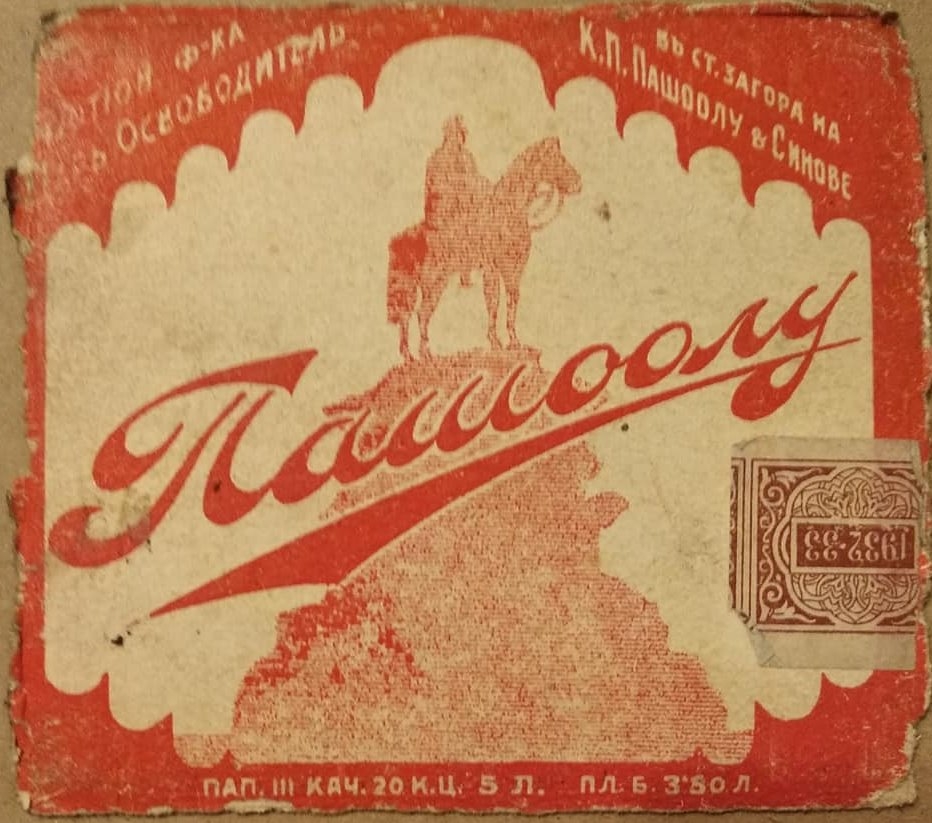 Ф-КА
ОСВОБОДИТЕЛЬ
ВЪ СТ. ЗАГОРА НА
К.П. ПАШООЛУ & СИНОВЕ
Пашоолу
1932-33
ПАП. III КАЧ. 20 К.Ц. 5 Л. ПЛ. Б. 3'50 Л.